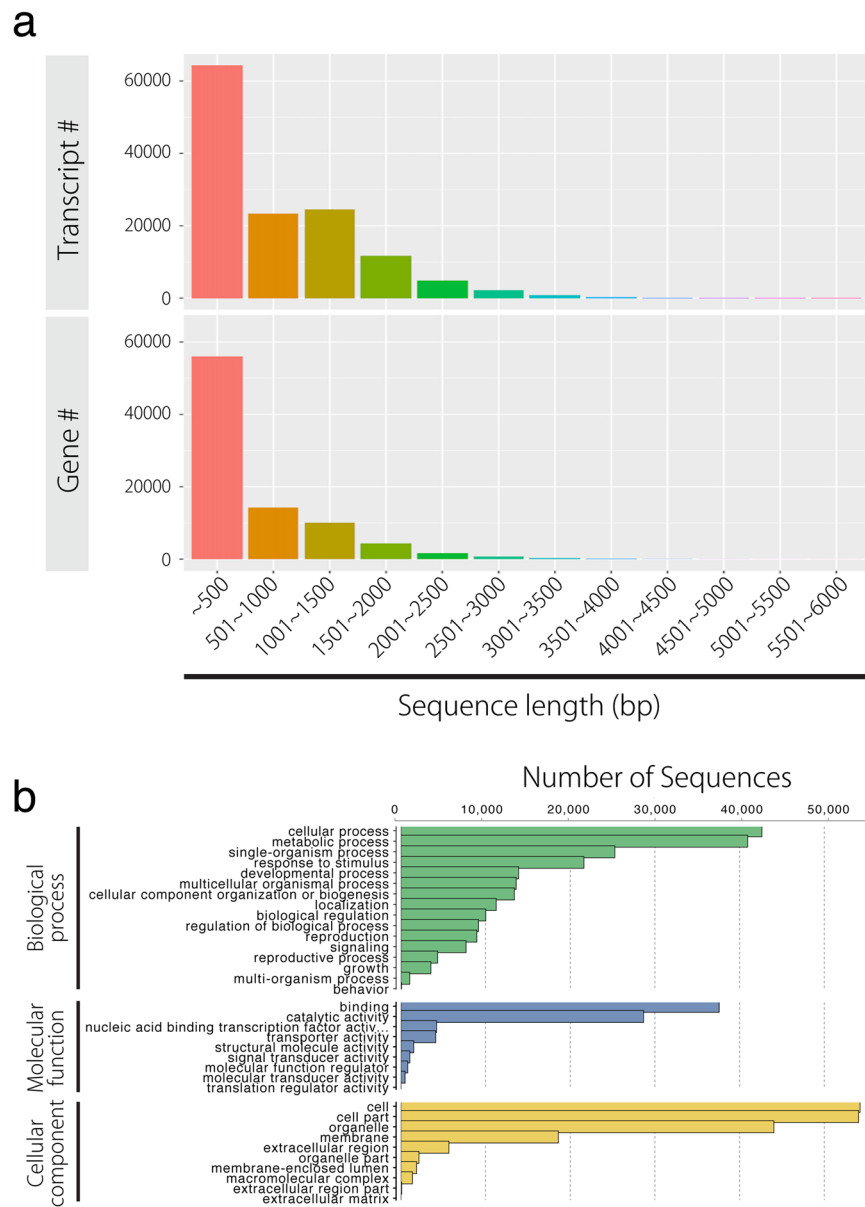 a
Transcript #
60000
40000
20000
0
Gene #
60000
40000
20000
0
~500
501~1000
1001~1500
1501~2000
2001~2500
2501~3000
3001~3500
3501~4000
4001~4500
4501~5000
5001~5500
5501~6000
Sequence length (bp)
b
Number of Sequences
0 10,000 20,000 30,000 40,000 50,000
Biological
process
cellular process
metabolic process
single-organism process
response to stimulus
developmental process
multicellular organismal process
cellular component organization or biogenesis
localization
biological regulation
regulation of biological process
reproduction
signaling
reproductive process
growth
multi-organism process
behavior
Molecular
function
binding
catalytic activity
nucleic acid binding transcription factor activ...
transporter activity
structural molecule activity
signal transducer activity
molecular function regulator
molecular transducer activity
translation regulator activity
Cellular
component
cell
cell part
organelle
membrane
extracellular region
organelle part
membrane-enclosed lumen
macromolecular complex
extracellular region part
extracellular matrix